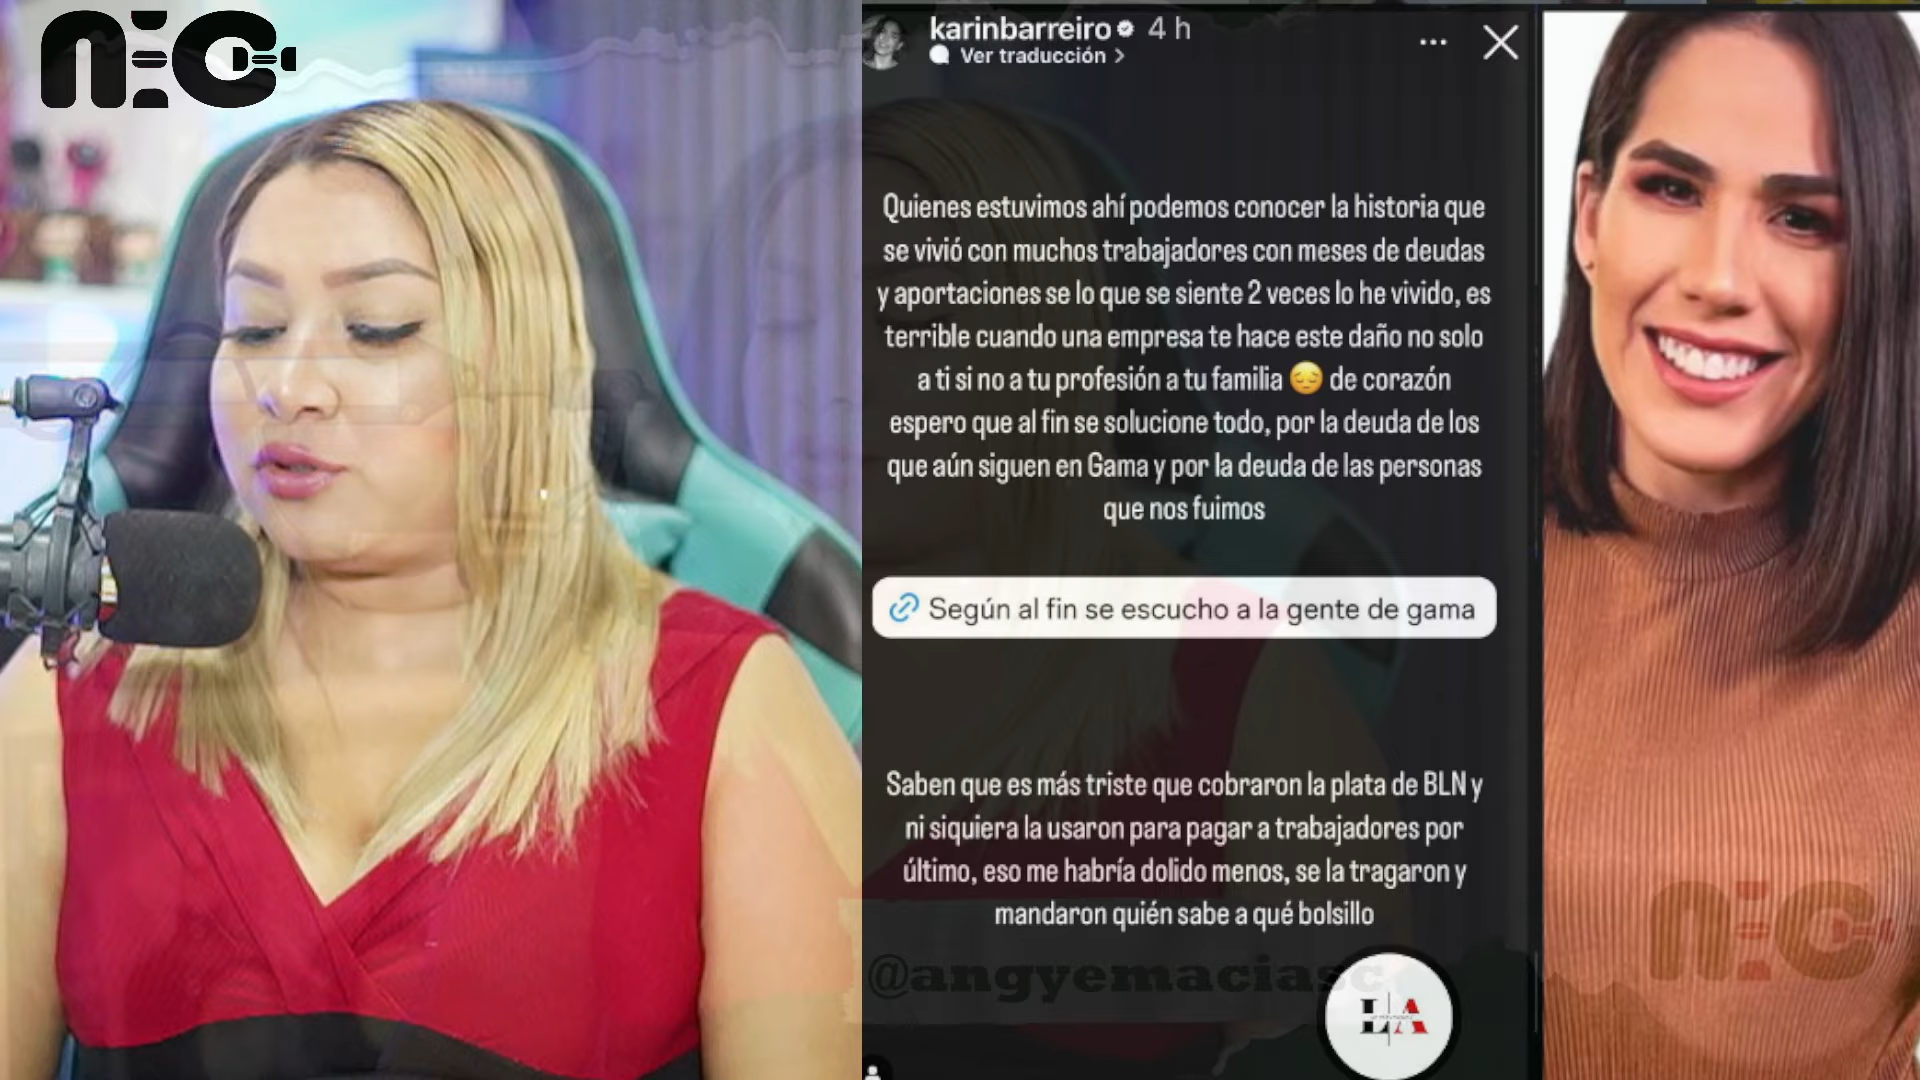 NEC
karinbarreiro 4 h
Ver traducción >
Quienes estuvimos ahí podemos conocer la historia que
se vivió con muchos trabajadores con meses de deudas
y aportaciones se lo que se siente 2 veces lo he vivido, es
terrible cuando una empresa te hace este daño no solo
a ti si no a tu profesión a tu familia 😔 de corazón
espero que al fin se solucione todo, por la deuda de los
que aún siguen en Gama y por la deuda de las personas
que nos fuimos
Según al fin se escucho a la gente de gama
Saben que es más triste que cobraron la plata de BLN y
ni siquiera la usaron para pagar a trabajadores por
último, eso me habría dolido menos, se la tragaron y
mandaron quién sabe a qué bolsillo
@angyemaciasc
L|A
NEC